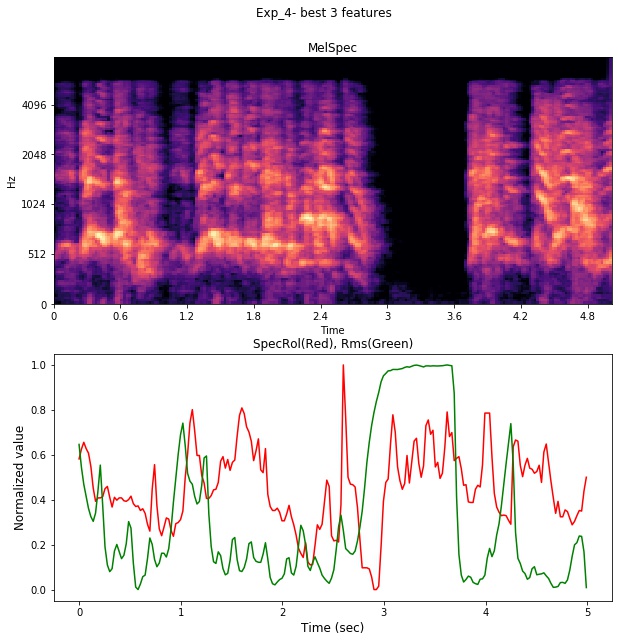 Exp_4- best 3 features
MelSpec
4096
2048
1024
512
0
Hz
0 0.6 1.2 1.8 2.4 3 3.6 4.2 4.8
Time
SpecRol(Red), Rms(Green)
1.0
0.8
0.6
0.4
0.2
0.0
Normalized value
0 1 2 3 4 5
Time (sec)